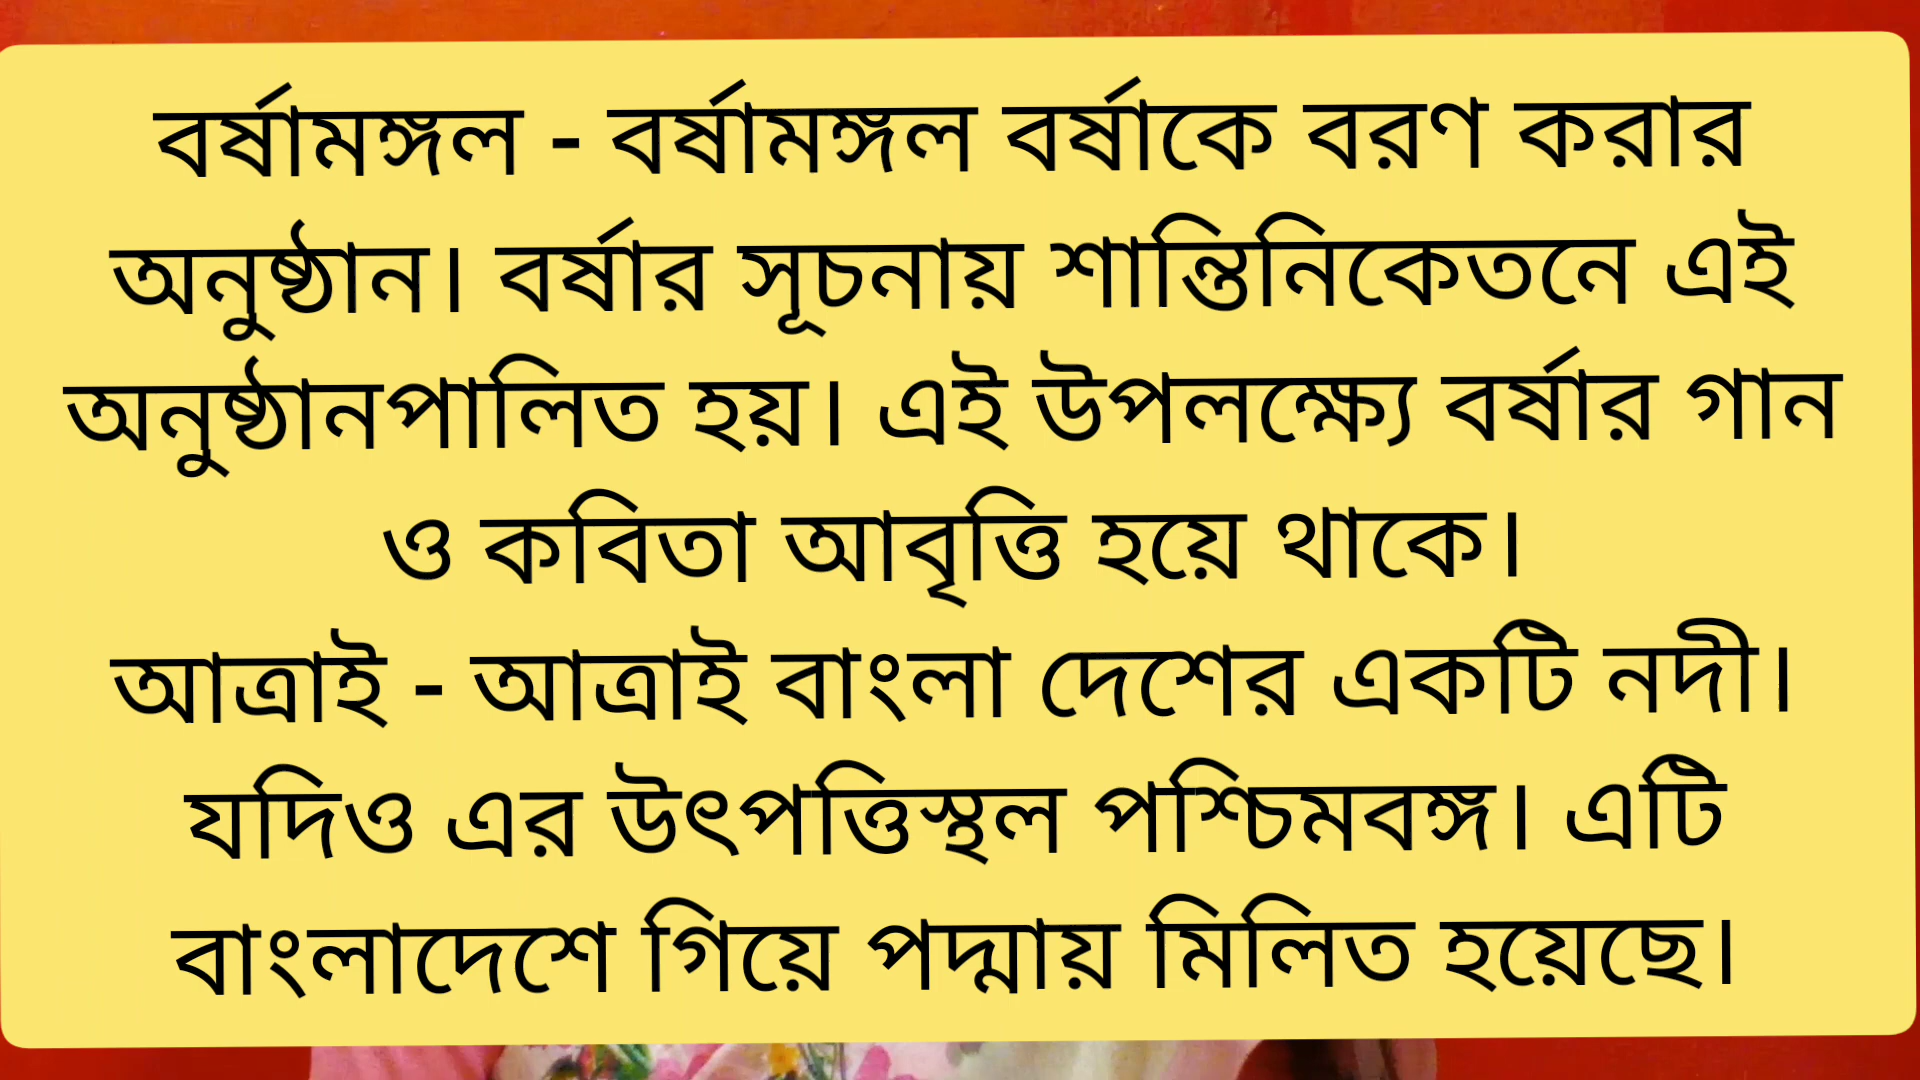 বর্ষামঙ্গল - বর্ষামঙ্গল বর্ষাকে বরণ করার
অনুষ্ঠান। বর্ষার সূচনায় শান্তিনিকেতনে এই
অনুষ্ঠানপালিত হয়। এই উপলক্ষ্যে বর্ষার গান
ও কবিতা আবৃত্তি হয়ে থাকে।
আত্রাই - আত্রাই বাংলা দেশের একটি নদী।
যদিও এর উৎপত্তিস্থল পশ্চিমবঙ্গ। এটি
বাংলাদেশে গিয়ে পদ্মায় মিলিত হয়েছে।